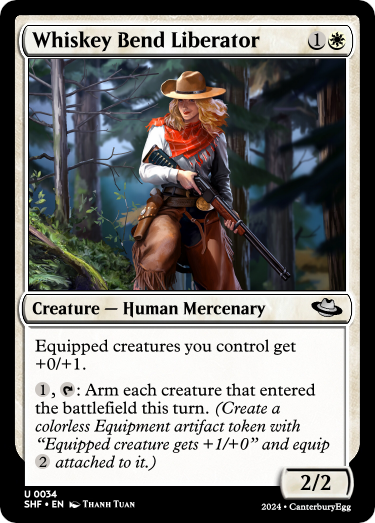 Whiskey Bend Liberator 1
Creature — Human Mercenary
Equipped creatures you control get
+0/+1.
1, : Arm each creature that entered
the battlefield this turn. (Create a
colorless Equipment artifact token with
“Equipped creature gets +1/+0” and equip
2 attached to it.)
2/2
U 0034
SHF • EN Thanh Tuan
2024 • CanterburyEgg